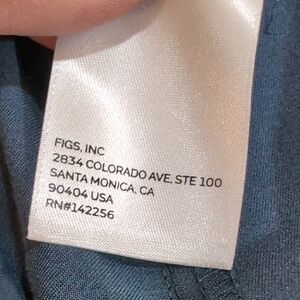 FIGS, INC
2834 COLORADO AVE, STE 100
SANTA MONICA, CA
90404 USA
RN#142256